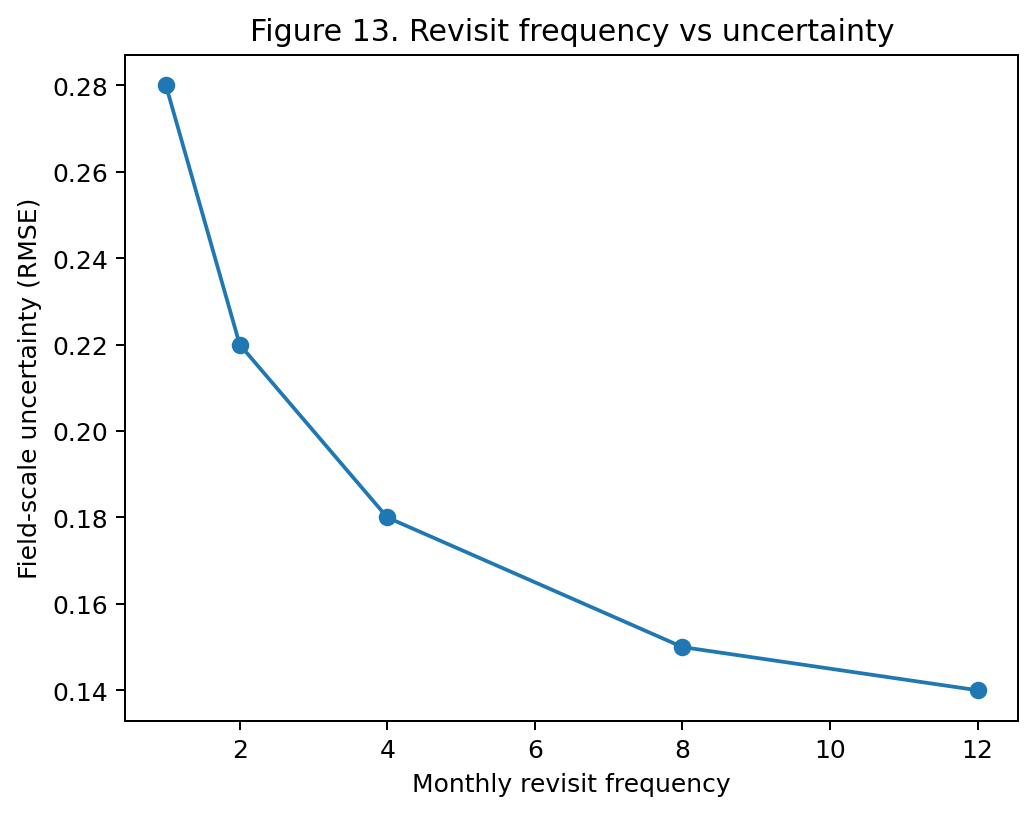 Figure 13. Revisit frequency vs uncertainty
Field-scale uncertainty (RMSE)
0.28
0.26
0.24
0.22
0.20
0.18
0.16
0.14
2 4 6 8 10 12
Monthly revisit frequency